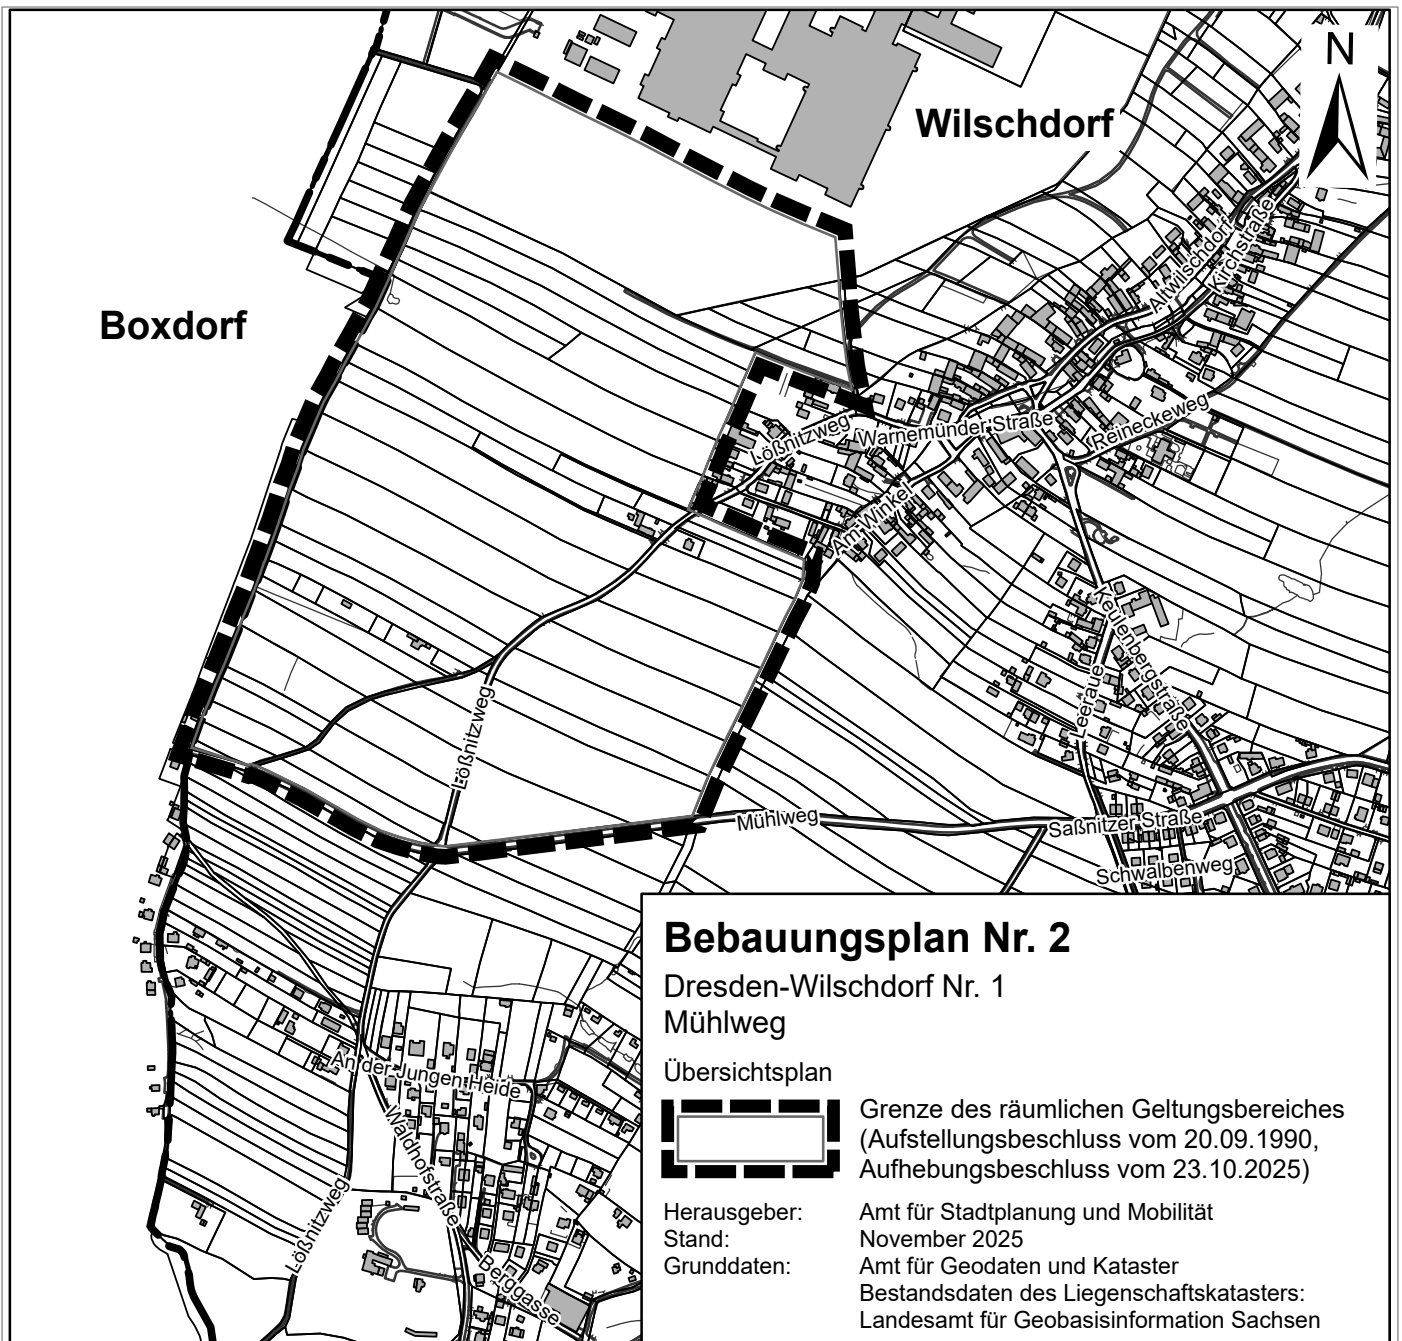 N
Wilschdorf
Boxdorf
Altwilschdorf
Kirchstraße
Lößnitzweg
Warnemünder Straße
Reineckeweg
Am Winkel
Keulenbergstraße
Leeraue
Lößnitzweg
Mühlweg
Saßnitzer Straße
Schwalbenweg
An der Jungen Heide
Waldhofstraße
Lößnitzweg
Berggasse
Bebauungsplan Nr. 2
Dresden-Wilschdorf Nr. 1
Mühlweg
Übersichtsplan
Grenze des räumlichen Geltungsbereiches
(Aufstellungsbeschluss vom 20.09.1990,
Aufhebungsbeschluss vom 23.10.2025)
Herausgeber: Amt für Stadtplanung und Mobilität
Stand: November 2025
Grunddaten: Amt für Geodaten und Kataster
Bestandsdaten des Liegenschaftskatasters:
Landesamt für Geobasisinformation Sachsen